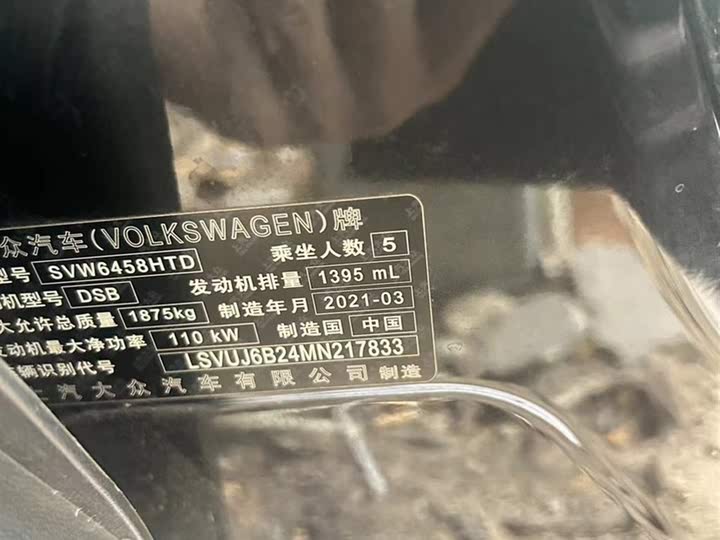 众汽车(VOLKSWAGEN)牌
型号 SVW6458HTD 乘坐人数 5
机型号 DSB 发动机排量 1395 mL
大允许总质量 1875kg 制造年月 2021-03
发动机最大净功率 110 kW 制造国 中国
辆识别代号 LSVUJ6B24MN217833
上汽大众汽车有限公司制造